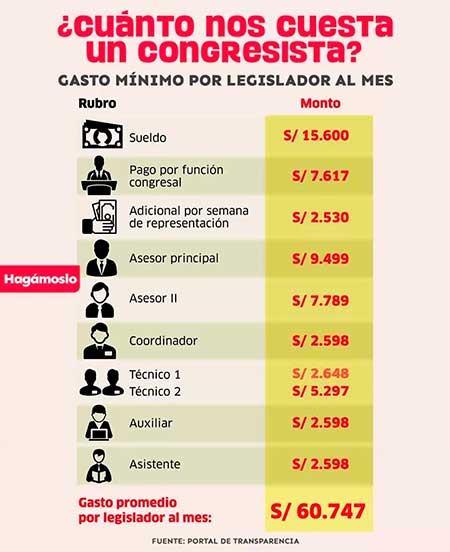 ¿CUÁNTO NOS CUESTA
UN CONGRESISTA?
GASTO MÍNIMO POR LEGISLADOR AL MES
Rubro Monto
Sueldo S/ 15.600
Pago por función
congresal S/ 7.617
Adicional por semana
de representación S/ 2.530
Asesor principal S/ 9.499
Hagámoslo
Asesor II S/ 7.789
Coordinador S/ 2.598
Técnico 1 S/ 2.648
Técnico 2 S/ 5.297
Auxiliar S/ 2.598
Asistente S/ 2.598
Gasto promedio
por legislador al mes: S/ 60.747
FUENTE: PORTAL DE TRANSPARENCIA